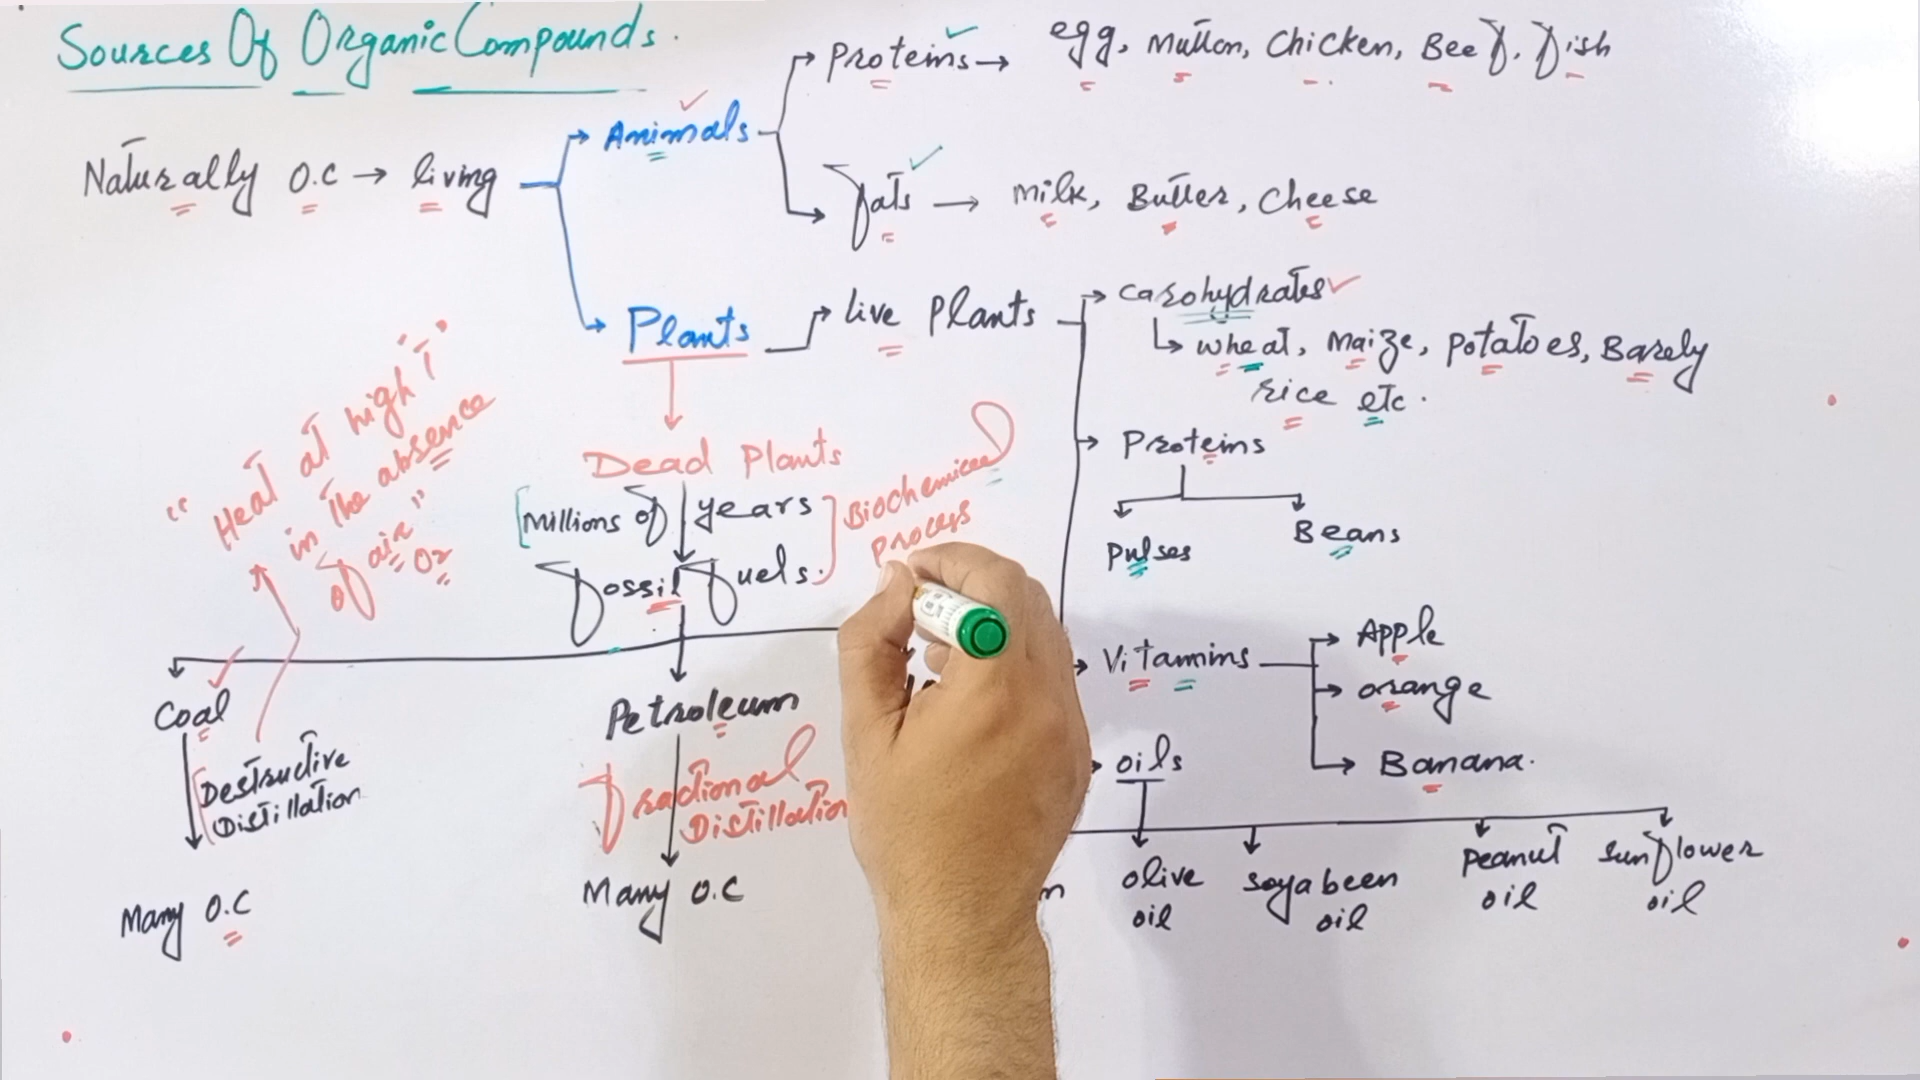 Sources Of Organic Compounds.
Naturally O.C → living
Animals
Proteins → egg, Mutton, Chicken, Beef, fish
Fats → Milk, Butter, Cheese
Plants
live Plants
Carohydrates
wheat, Maize, Potatoes, Barely
rice etc.
Proteins
Pulses
Beans
Vitamins
Apple
Orange
Banana.
oils
olive
oil
Soyabeen
oil
Peanut
oil
Sunflower
oil
Dead Plants
Millions of years
Biochemical
Process
Fossil Fuels.
Coal
Destructive
Distillation
Many O.C
"Heat at high "T"
in the absence
of air"
Petroleum
Fractional
Distillation
Many O.C